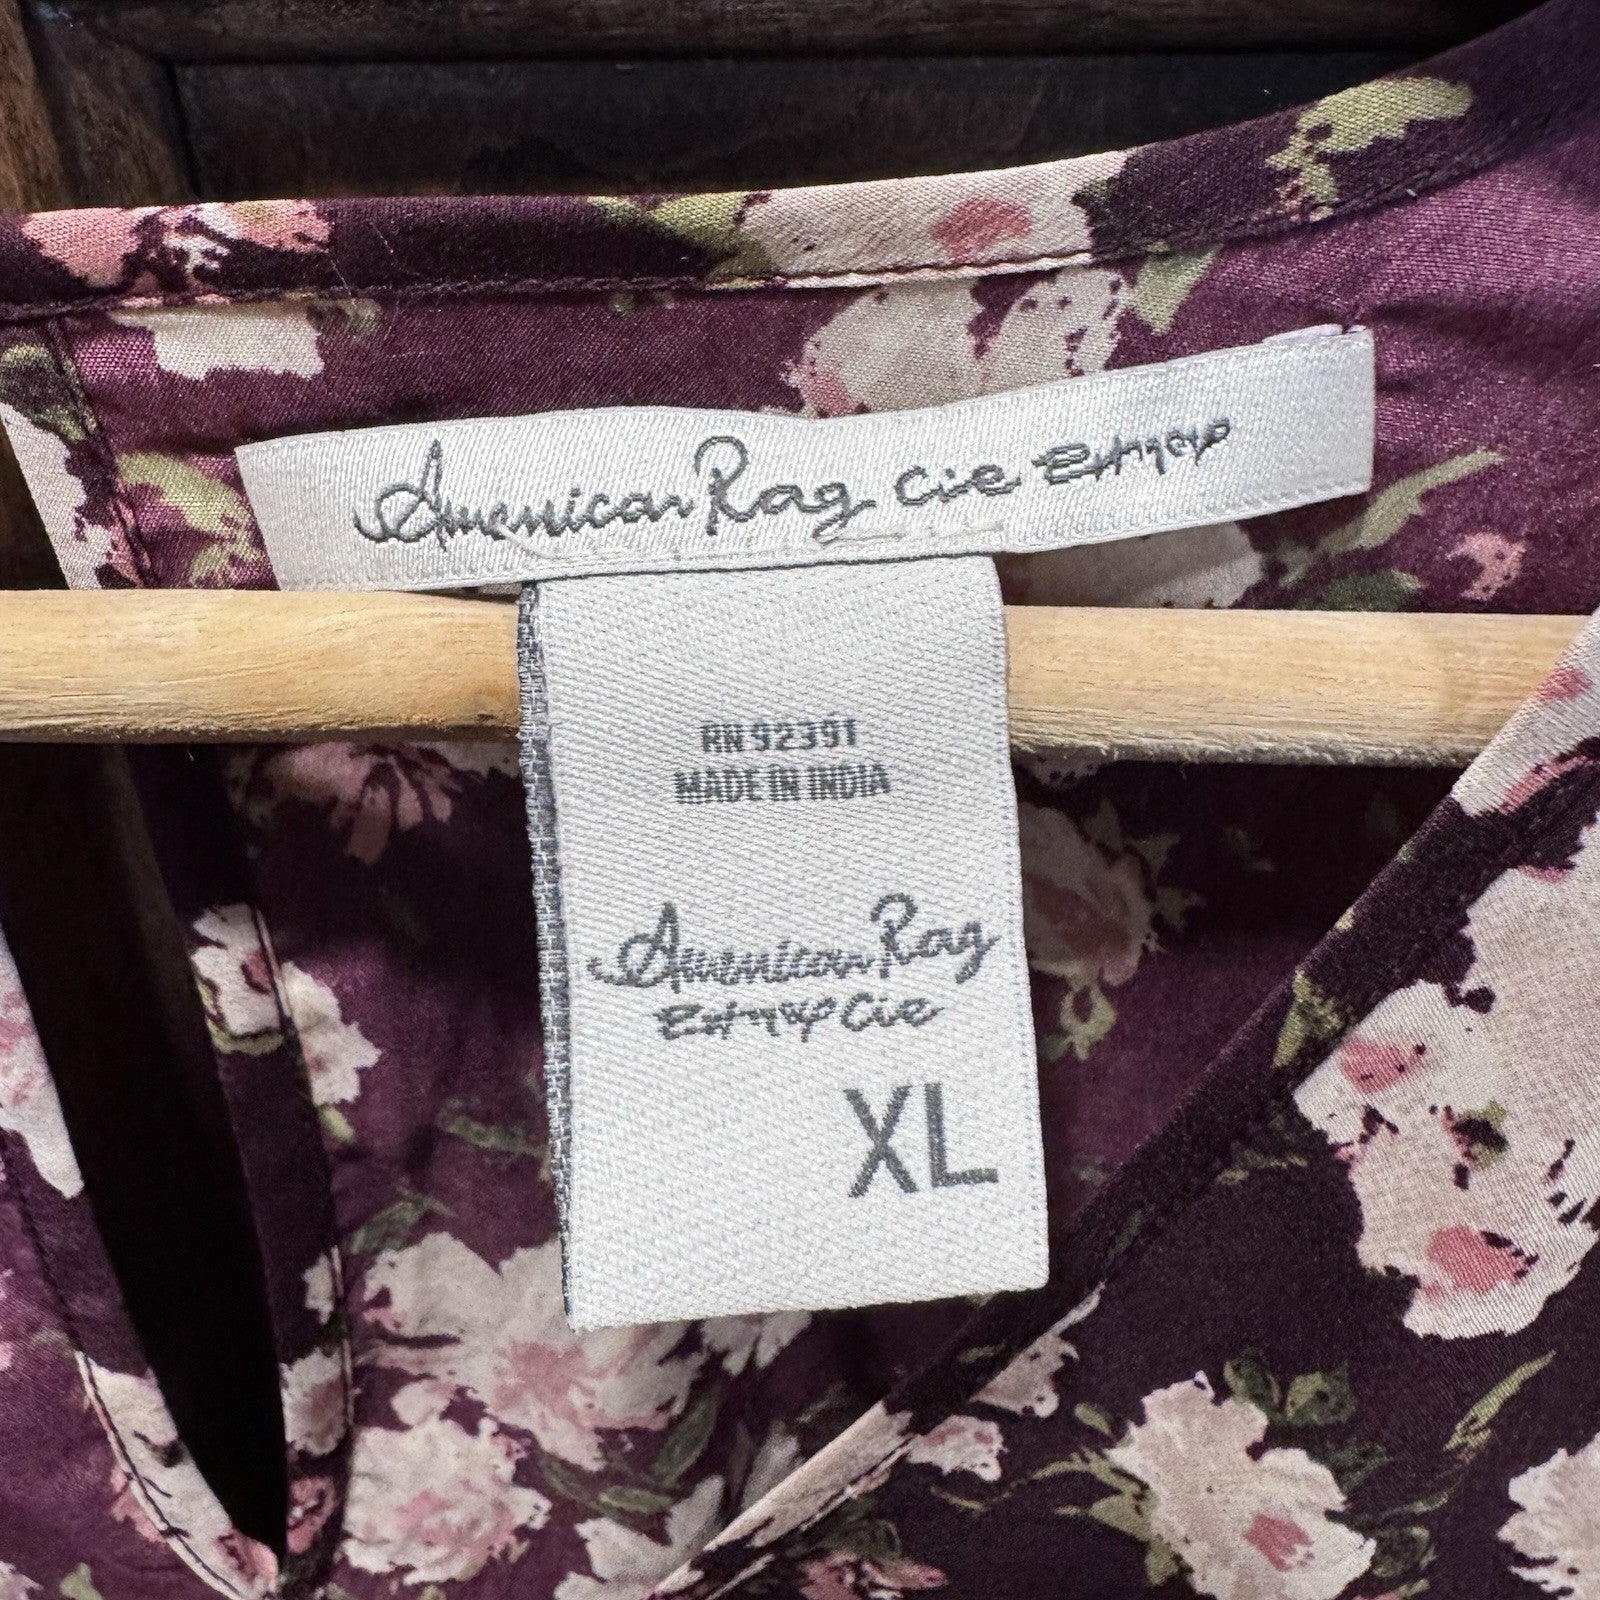 American Rag Cie
RN 92391
MADE IN INDIA
American Rag
Cie
XL